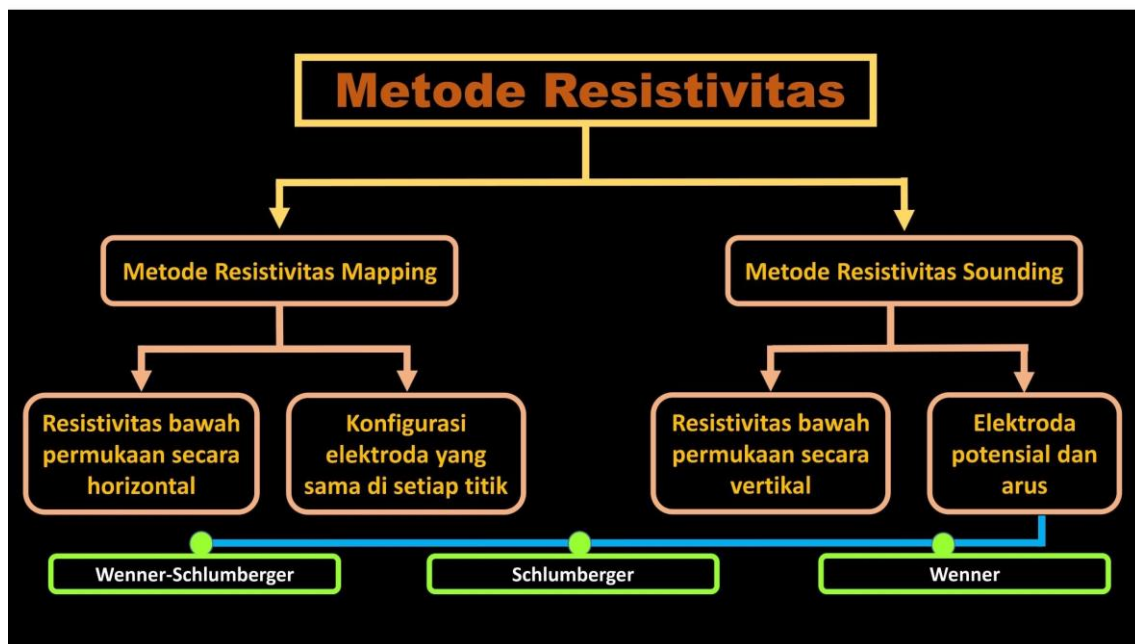 Metode Resistivitas
Metode Resistivitas Mapping
Metode Resistivitas Sounding
Resistivitas bawah
permukaan secara
horizontal
Konfigurasi
elektroda yang
sama di setiap titik
Resistivitas bawah
permukaan secara
vertikal
Elektroda
potensial dan
arus
Wenner-Schlumberger
Schlumberger
Wenner